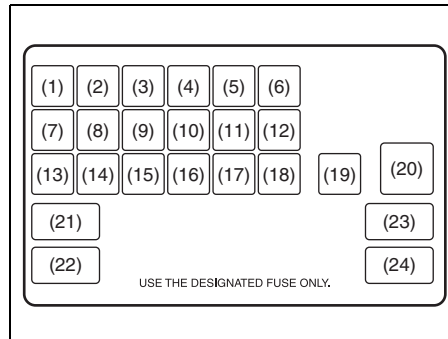 (1) (2) (3) (4) (5) (6)
(7) (8) (9) (10) (11) (12)
(13) (14) (15) (16) (17) (18) (19) (20)
(21) (23)
(22) (24)
USE THE DESIGNATED FUSE ONLY.